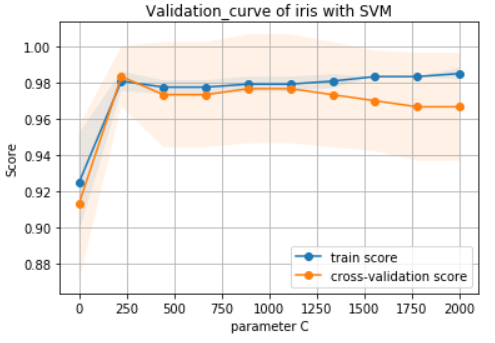 Validation_curve of iris with SVM
1.00
0.98
0.96
0.94
0.92
0.90
0.88
Score
train score
cross-validation score
0 250 500 750 1000 1250 1500 1750 2000
parameter C